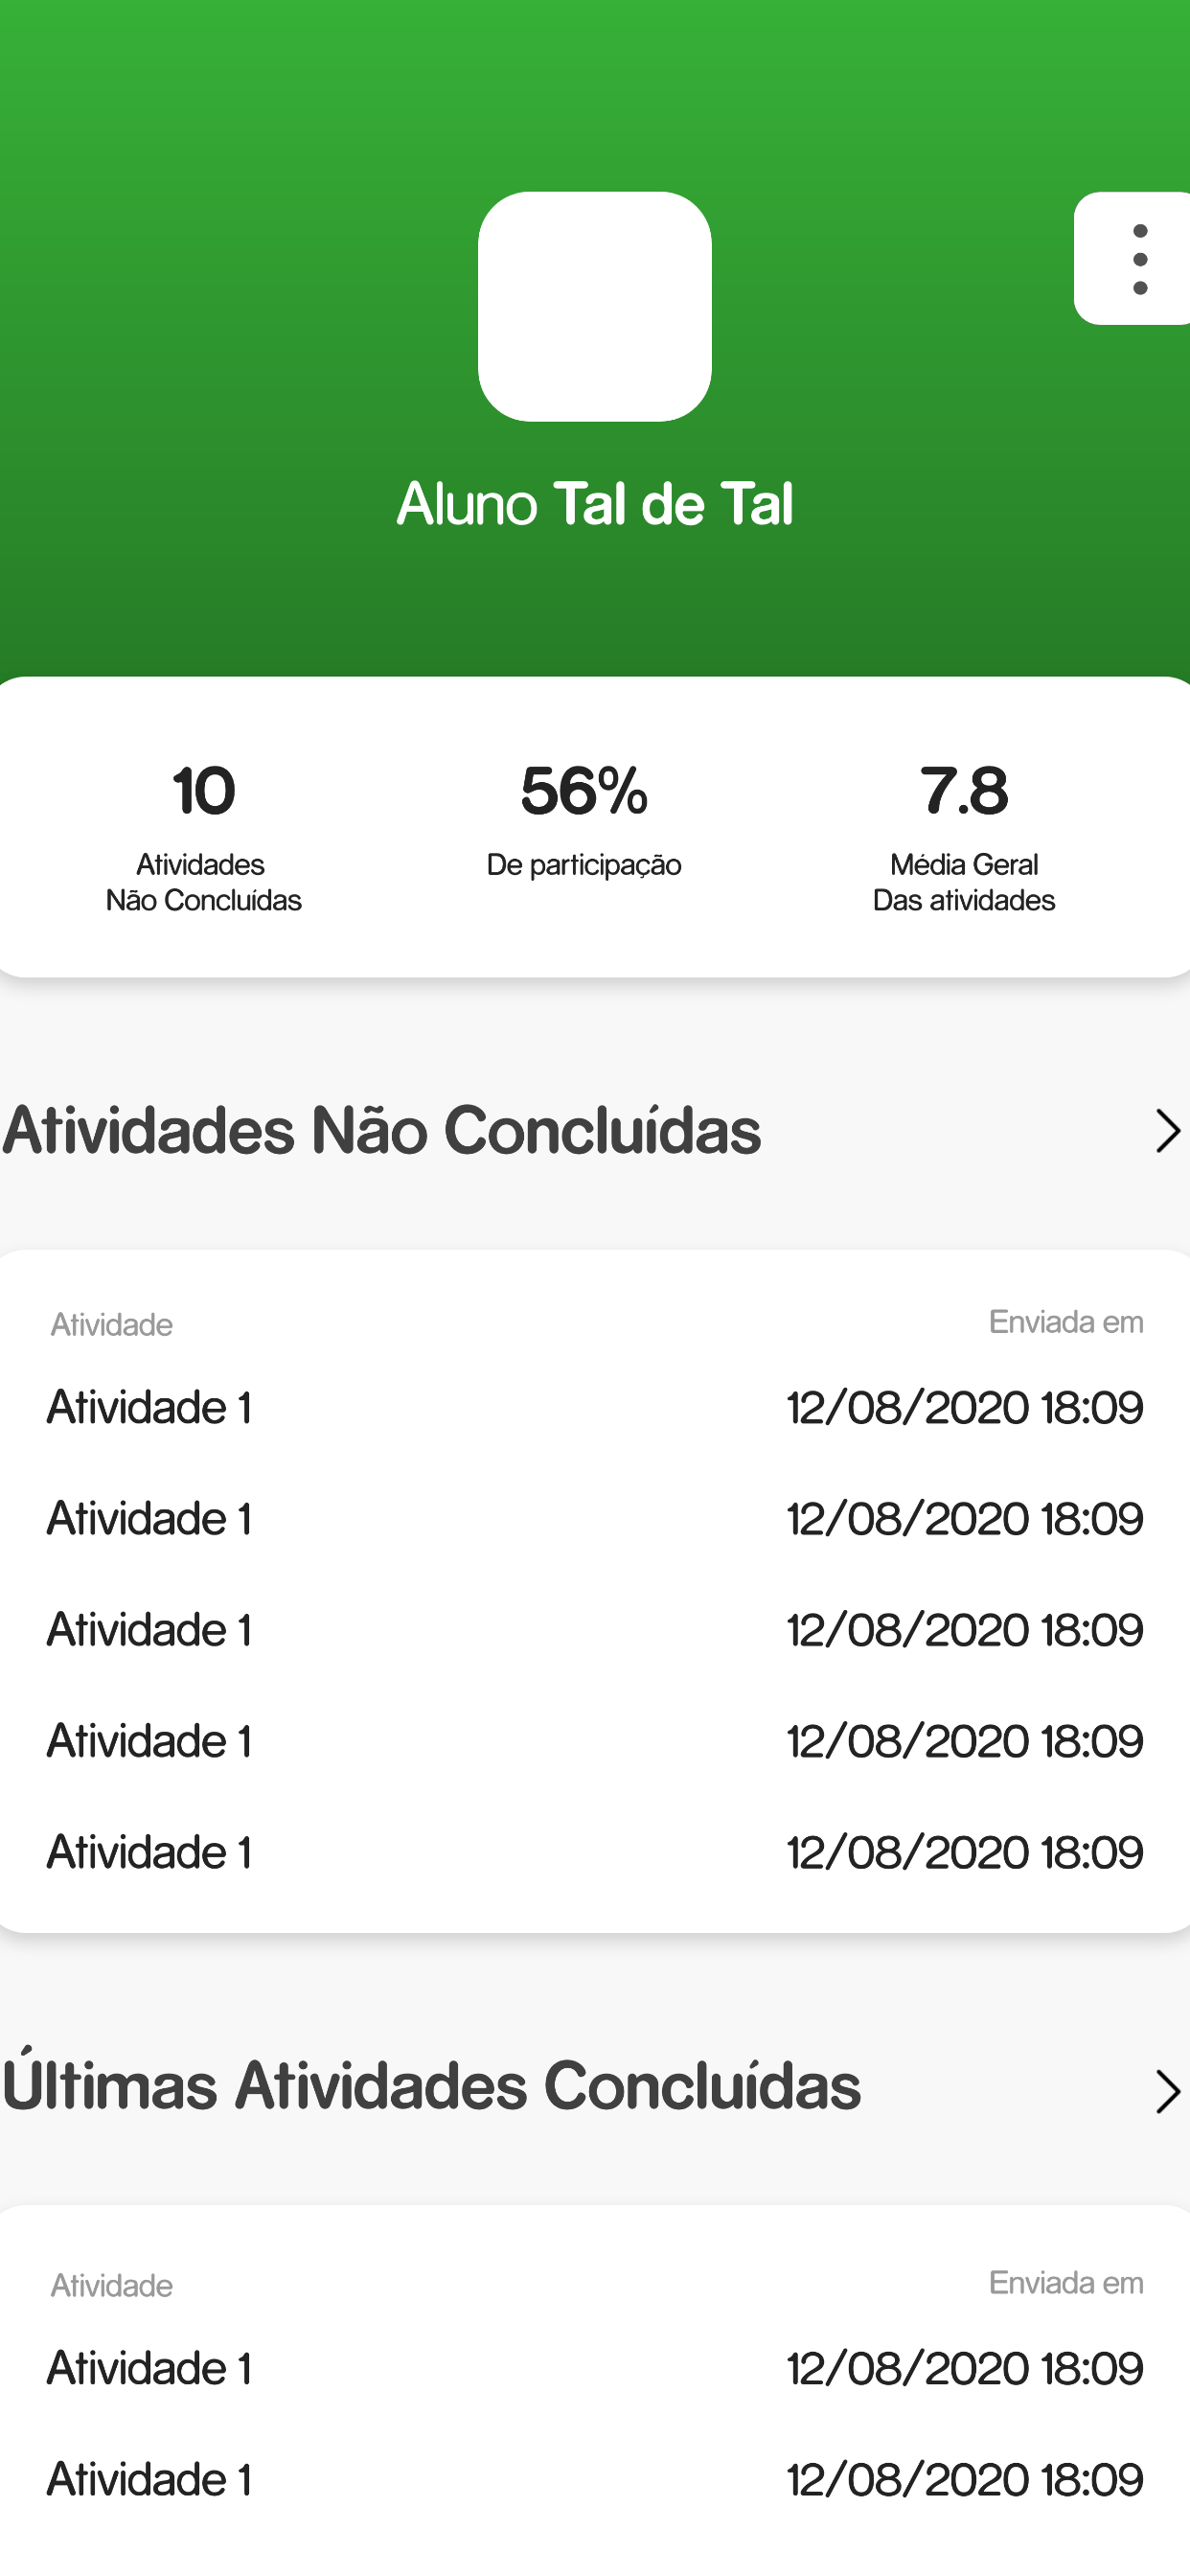 Aluno Tal de Tal
10
Atividades
Não Concluídas
56%
De participação
7.8
Média Geral
Das atividades
Atividades Não Concluídas
Atividade Enviada em
Atividade 1 12/08/2020 18:09
Atividade 1 12/08/2020 18:09
Atividade 1 12/08/2020 18:09
Atividade 1 12/08/2020 18:09
Atividade 1 12/08/2020 18:09
Últimas Atividades Concluídas
Atividade Enviada em
Atividade 1 12/08/2020 18:09
Atividade 1 12/08/2020 18:09